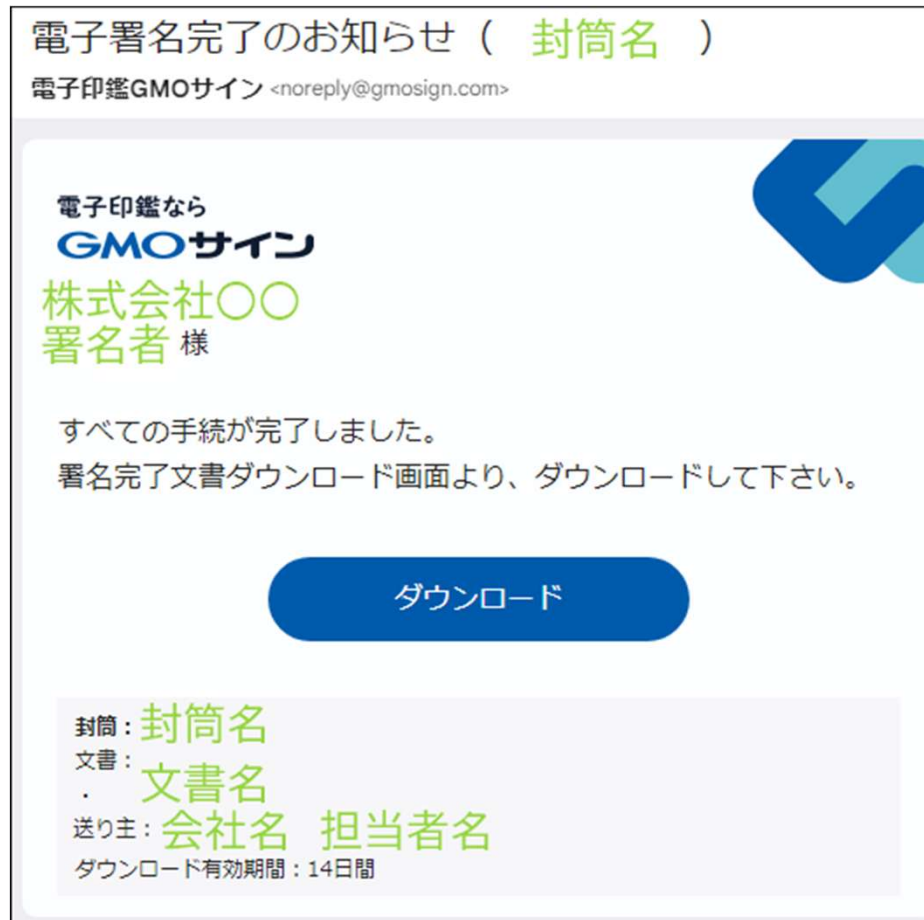 電子署名完了のお知らせ ( 封筒名 )
電子印鑑GMOサイン <noreply@gmosign.com>
電子印鑑なら
GMOサイン
株式会社〇〇
署名者 様
すべての手続が完了しました。
署名完了文書ダウンロード画面より、ダウンロードして下さい。
ダウンロード
封筒：封筒名
文書：
・ 文書名
送り主：会社名 担当者名
ダウンロード有効期間：14日間